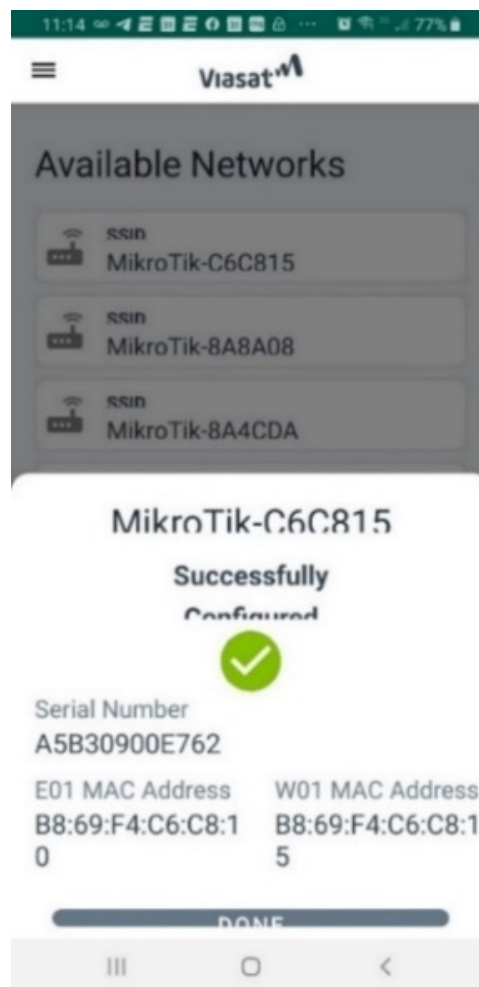 11:14
77%
Viasat
Available Networks
SSID
MikroTik-C6C815
SSID
MikroTik-8A8A08
SSID
MikroTik-8A4CDA
MikroTik-C6C815
Successfully
Configured
Serial Number
A5B30900E762
E01 MAC Address
B8:69:F4:C6:C8:1
0
W01 MAC Address
B8:69:F4:C6:C8:1
5
DONE